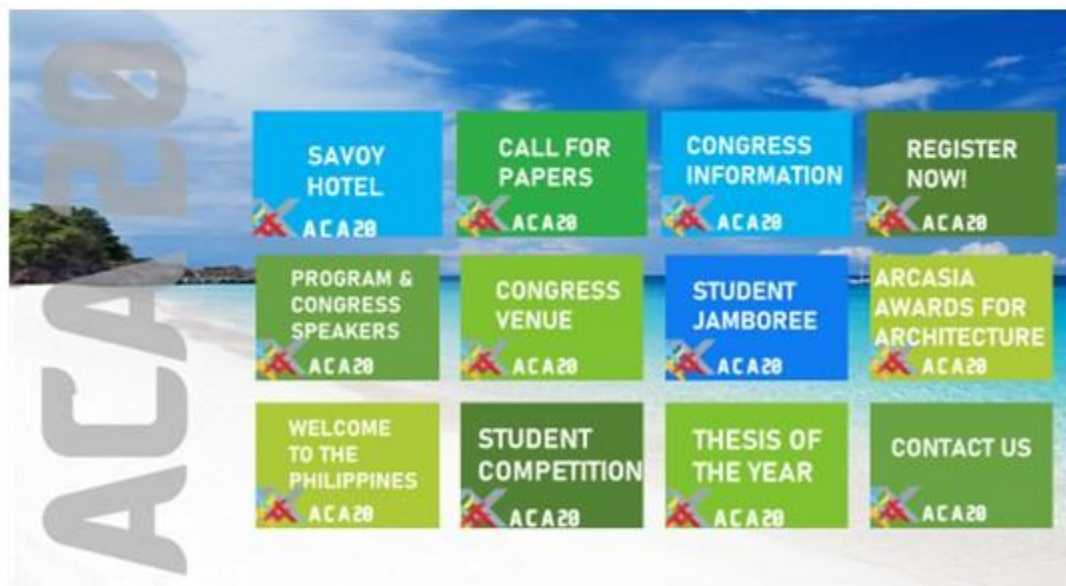 ACA20
SAVOY
HOTEL
ACA20
CALL FOR
PAPERS
ACA20
CONGRESS
INFORMATION
ACA20
REGISTER
NOW!
ACA20
PROGRAM &
CONGRESS
SPEAKERS
ACA20
CONGRESS
VENUE
ACA20
STUDENT
JAMBOREE
ACA20
ARCASIA
AWARDS FOR
ARCHITECTURE
ACA20
WELCOME
TO THE
PHILIPPINES
ACA20
STUDENT
COMPETITION
ACA20
THESIS OF
THE YEAR
ACA20
CONTACT US
ACA20